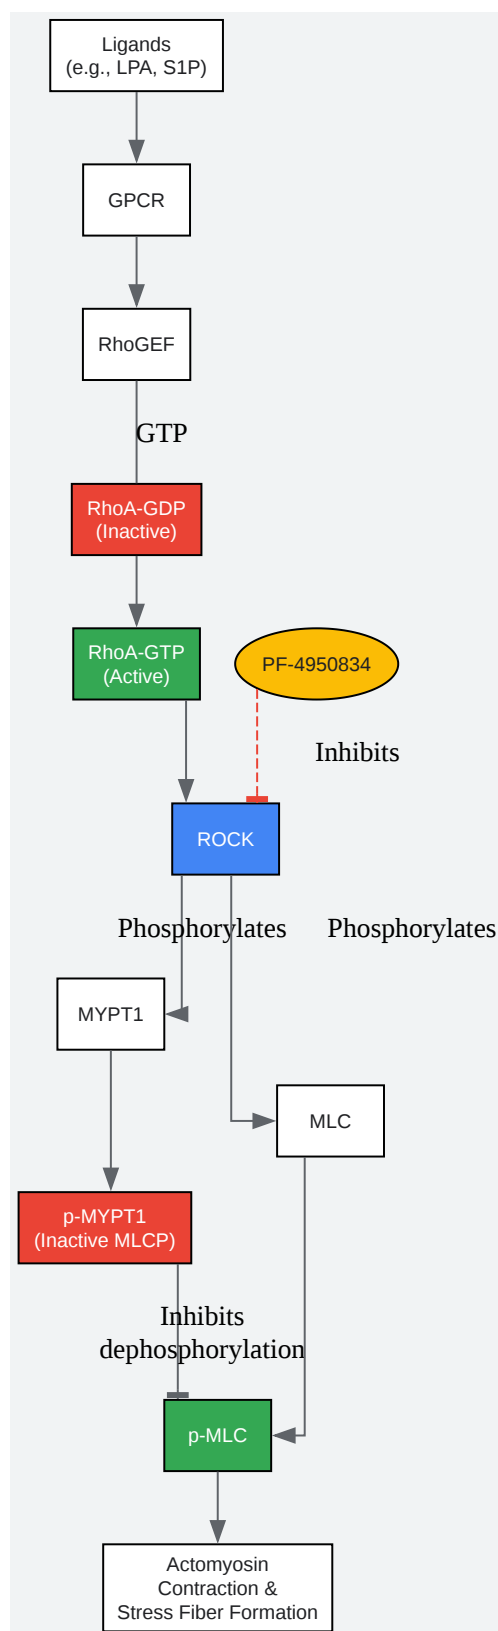 Ligands
(e.g., LPA, S1P)
GPCR
RhoGEF
GTP
RhoA-GDP
(Inactive)
RhoA-GTP
(Active)
PF-4950834
Inhibits
ROCK
Phosphorylates
Phosphorylates
MYPT1
MLC
p-MYPT1
(Inactive MLCP)
Inhibits
dephosphorylation
p-MLC
Actomyosin
Contraction &
Stress Fiber Formation